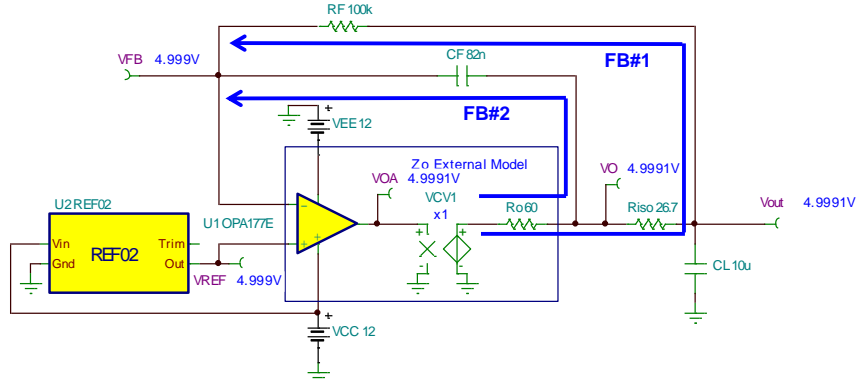 RF 100k
VFB 4.999V
CF 82n
FB#1
FB#2
+
VEE 12
Zo External Model
VO 4.9991V
VOA 4.9991V
VCV1
x1
U2 REF02
U1 OPA177E
Ro 60
Riso 26.7
Vout 4.9991V
Vin
Gnd
REF02
Trim
Out
VREF 4.999V
-
+
+
+
-
+
-
CL 10u
+
VCC 12